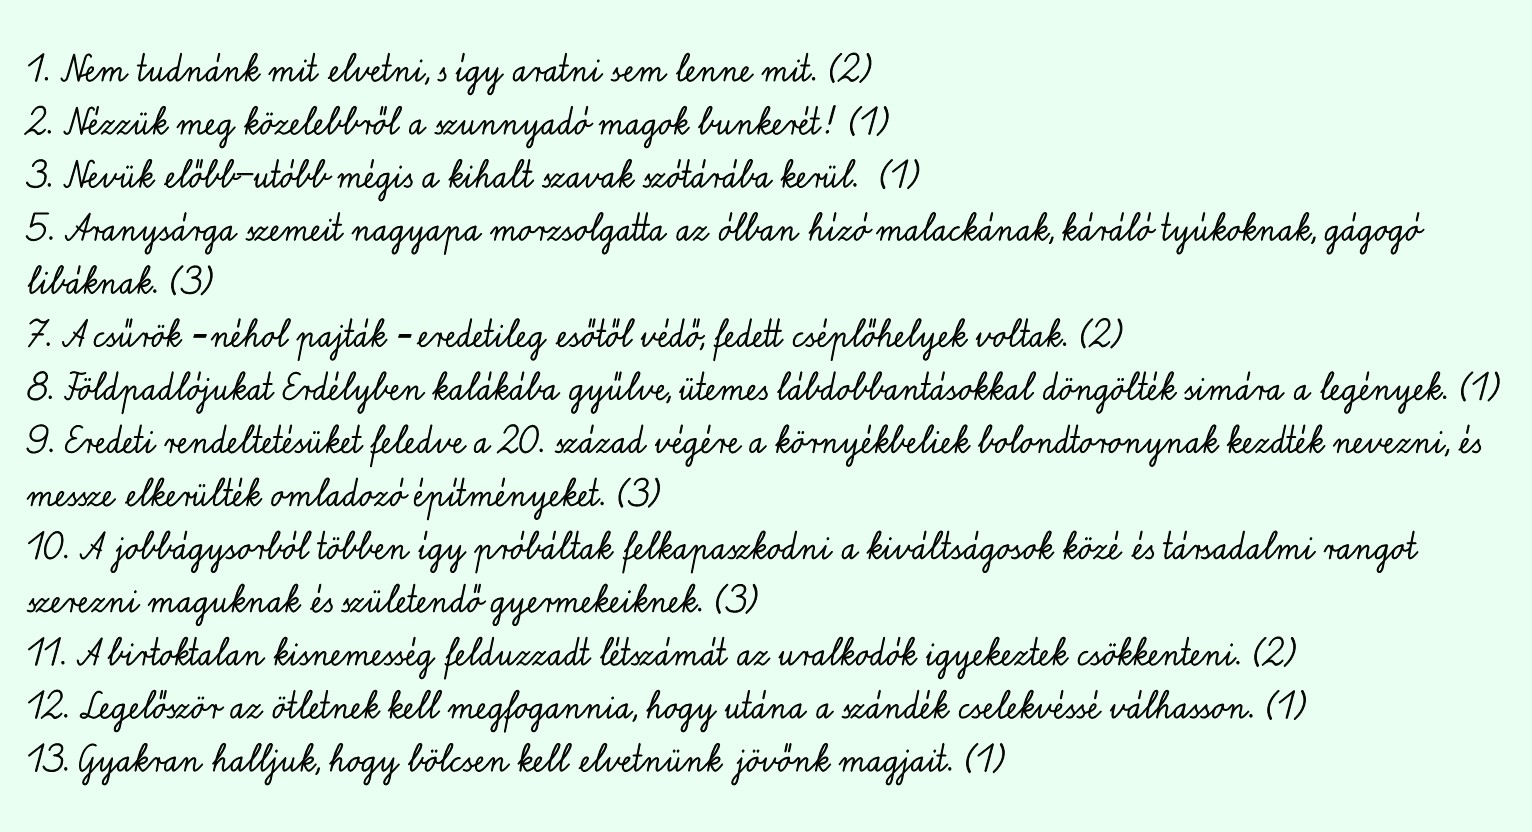 1. Nem tudnánk mit elvetni, s így aratni sem lenne mit. (2)
2. Nézzük meg közelebbről a szunnyadó magok bunkerét! (1)
3. Nevük előbb-utóbb mégis a kihalt szavak szótárába kerül. (1)
5. Aranysárga szemeit nagyapa morzsolgatta az ólban hízó malackának, káráló tyúkoknak, gágogó
libáknak. (3)
7. A csűrök - néhol pajták - eredetileg esőtől védő, fedett cséplőhelyek voltak. (2)
8. Földpadlójukat Erdélyben kalákába gyűlve, ütemes lábdobbantásokkal döngölték simára a legények. (1)
9. Eredeti rendeltetésüket feledve a 20. század végére a környékbeliek bolondtoronynak kezdték nevezni, és
messze elkerülték omladozó építményeket. (3)
10. A jobbágysorból többen így próbáltak felkapaszkodni a kiváltságosok közé és társadalmi rangot
szerezni maguknak és születendő gyermekeiknek. (3)
11. A birtoktalan kisnemesség felduzzadt létszámát az uralkodók igyekeztek csökkenteni. (2)
12. Legelőször az ötletnek kell megfogannia, hogy utána a szándék cselekvéssé válhasson. (1)
13. Gyakran halljuk, hogy bölcsen kell elvetnünk jövőnk magjait. (1)